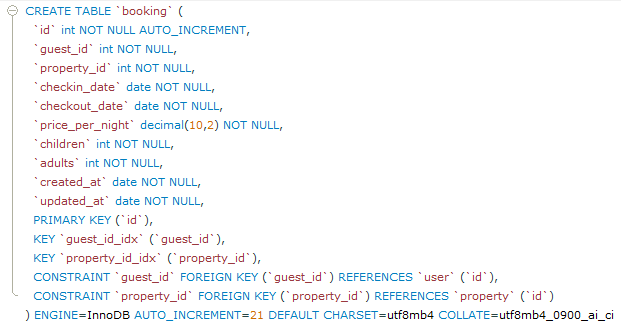 CREATE TABLE `booking` (
`id` int NOT NULL AUTO_INCREMENT,
`guest_id` int NOT NULL,
`property_id` int NOT NULL,
`checkin_date` date NOT NULL,
`checkout_date` date NOT NULL,
`price_per_night` decimal(10,2) NOT NULL,
`children` int NOT NULL,
`adults` int NOT NULL,
`created_at` date NOT NULL,
`updated_at` date NOT NULL,
PRIMARY KEY (`id`),
KEY `guest_id_idx` (`guest_id`),
KEY `property_id_idx` (`property_id`),
CONSTRAINT `guest_id` FOREIGN KEY (`guest_id`) REFERENCES `user` (`id`),
CONSTRAINT `property_id` FOREIGN KEY (`property_id`) REFERENCES `property` (`id`)
) ENGINE=InnoDB AUTO_INCREMENT=21 DEFAULT CHARSET=utf8mb4 COLLATE=utf8mb4_0900_ai_ci